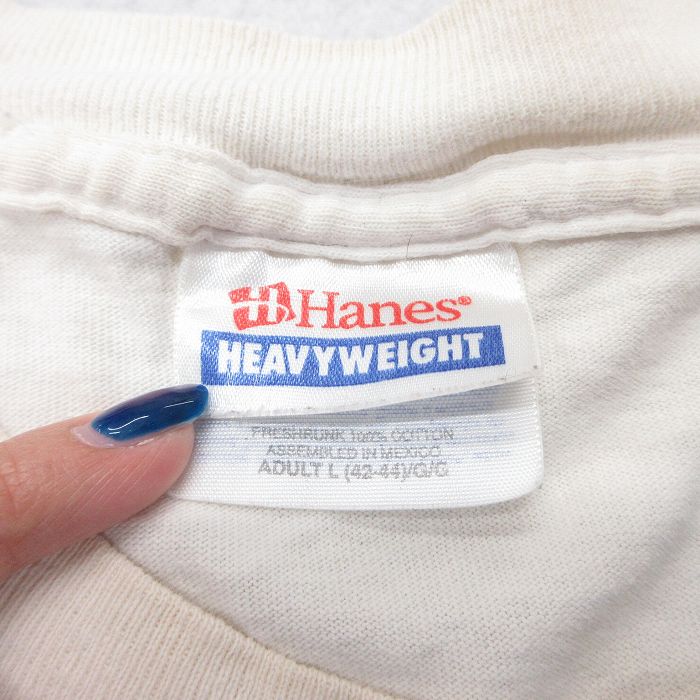 Hanes®
HEAVYWEIGHT
PRESHRUNK 100% COTTON
ASSEMBLED IN MEXICO
ADULT L (42-44)/G/G